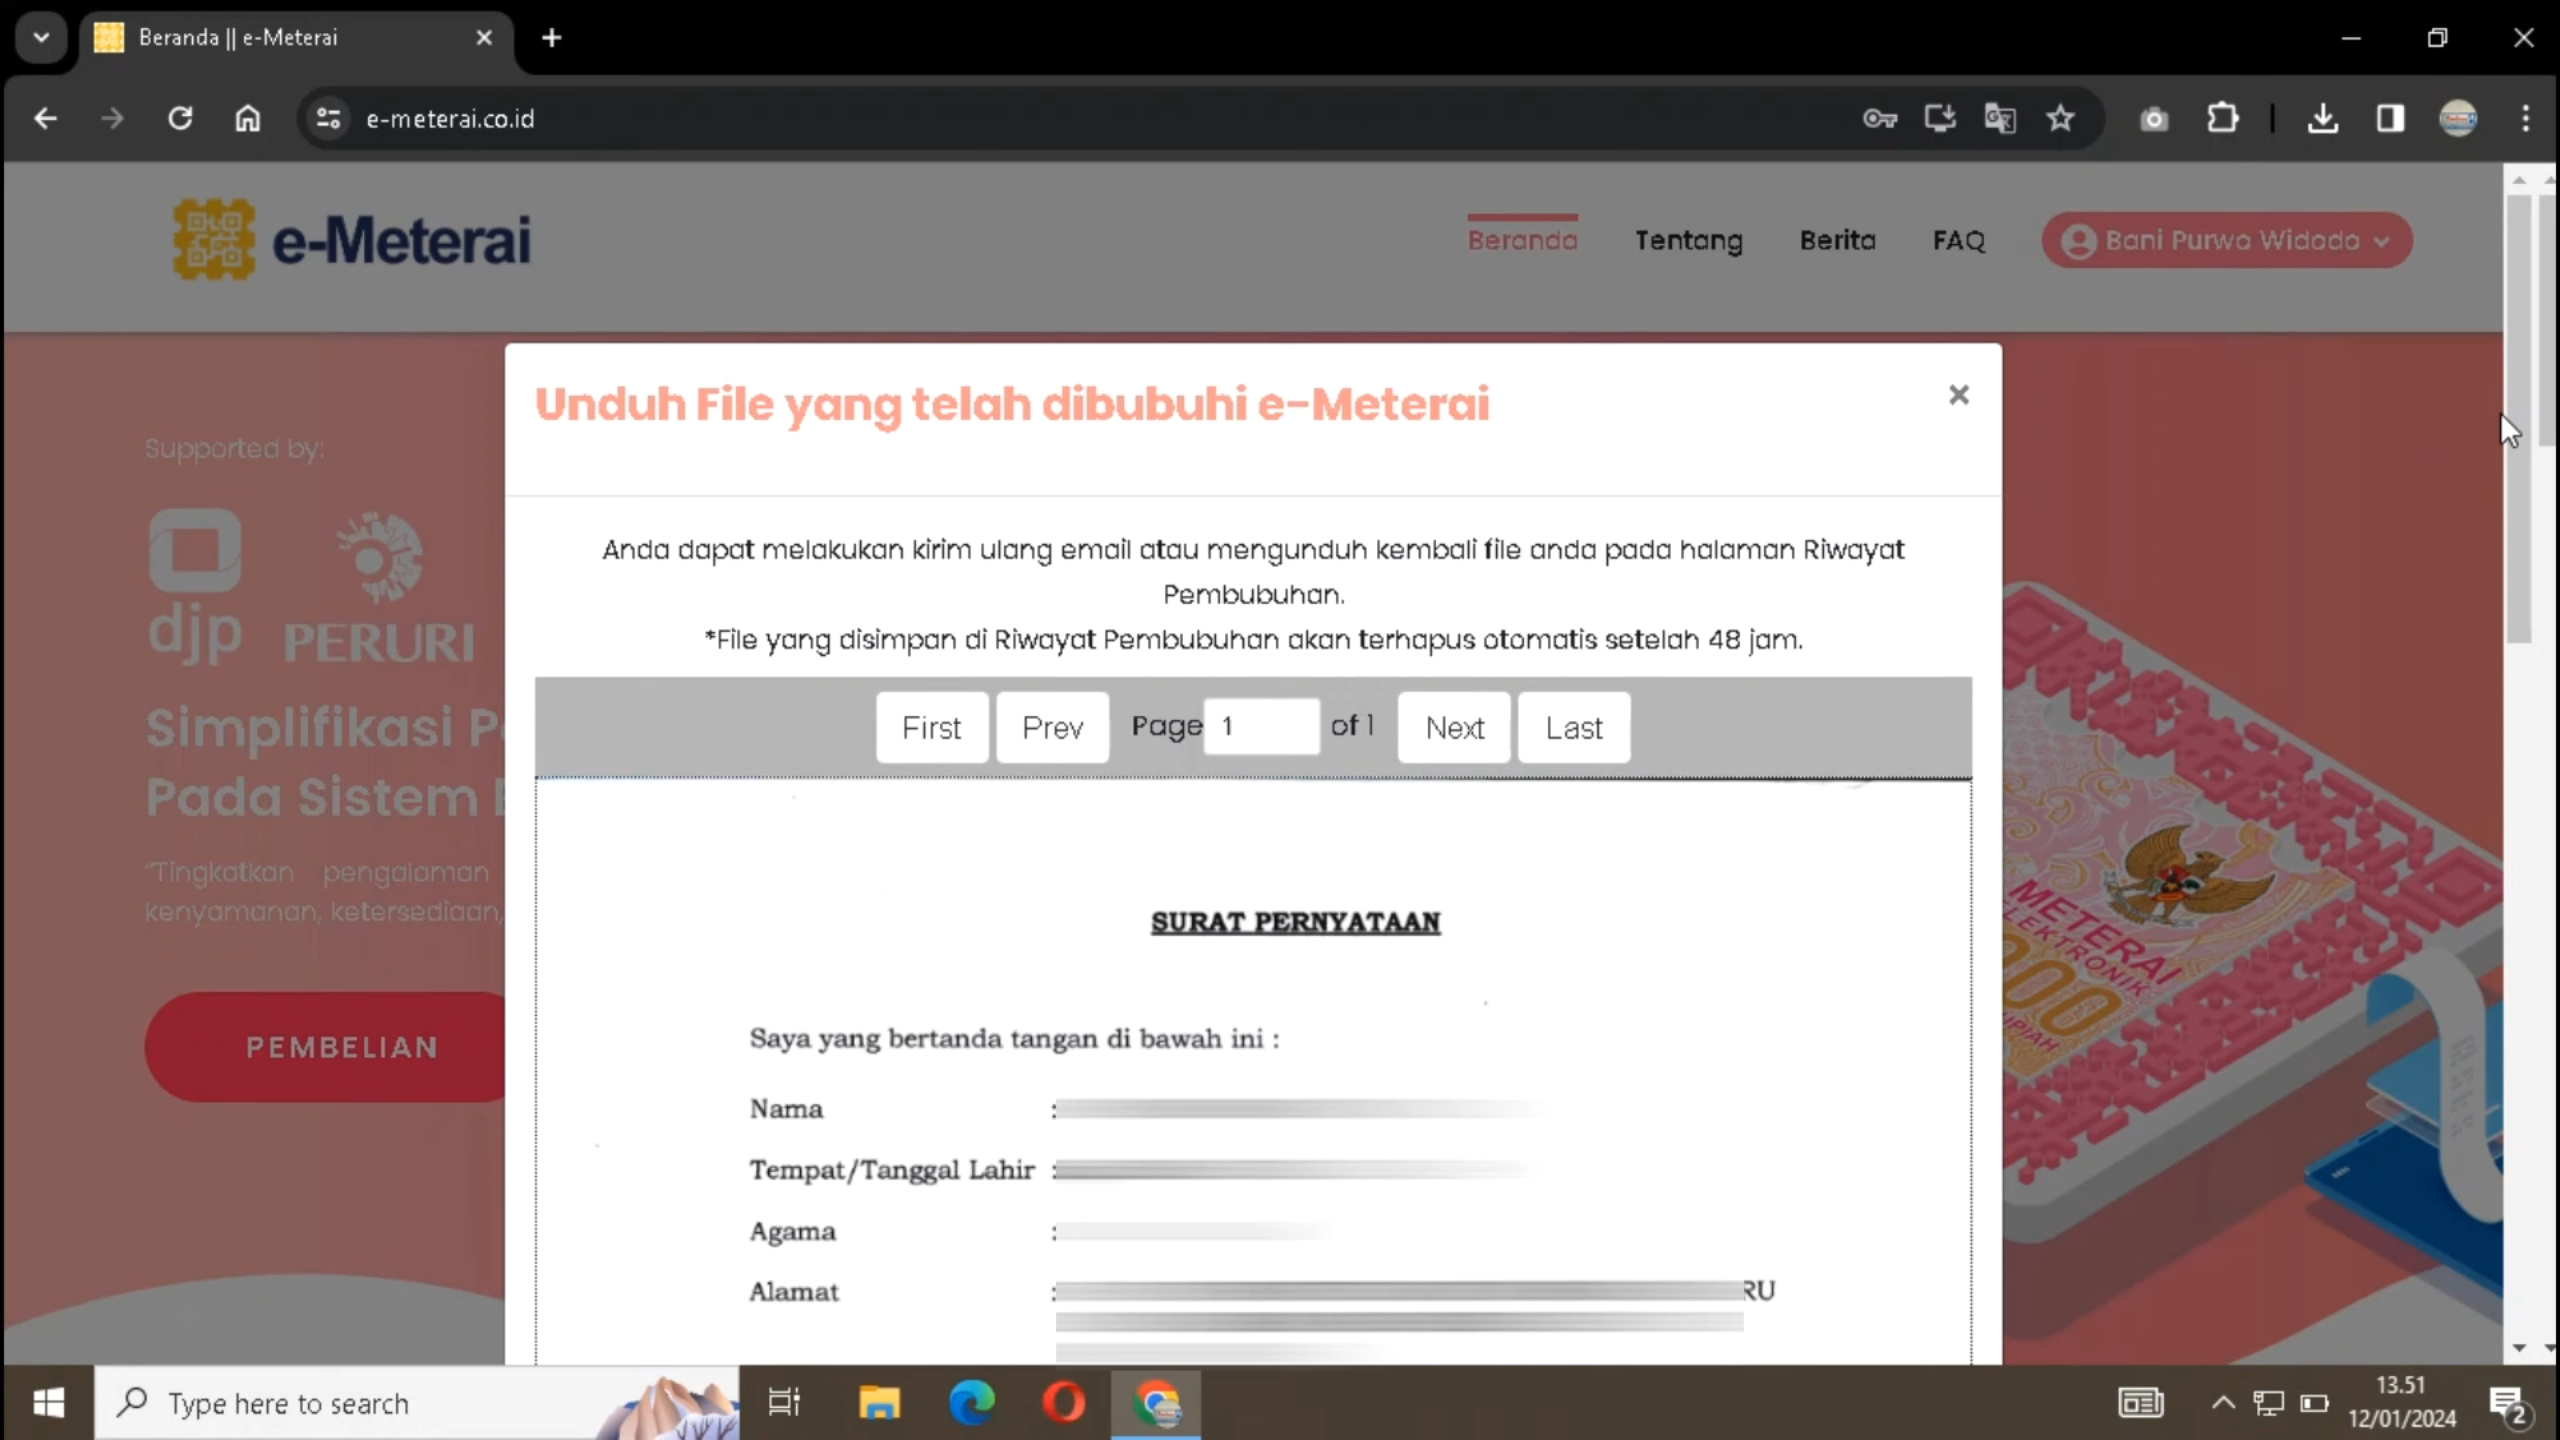 Beranda || e-Meterai
e-meterai.co.id
e-Meterai
Beranda Tentang Berita FAQ Bani Purwo Widodo
Unduh File yang telah dibubuhi e-Meterai
Supported by:
djp PERURI
Simplifikasi P
Pada Sistem
"Tingkatkan pengalaman
kenyamanan, ketersediaan,
PEMBELIAN
Anda dapat melakukan kirim ulang email atau mengunduh kembali file anda pada halaman Riwayat
Pembubuhan.
*File yang disimpan di Riwayat Pembubuhan akan terhapus otomatis setelah 48 jam.
First Prev Page 1 of 1 Next Last
SURAT PERNYATAAN
Saya yang bertanda tangan di bawah ini :
Nama :
Tempat/Tanggal Lahir :
Agama :
Alamat : RU
METERAI
LEKTRONIK
000
UPIAH
Type here to search
13.51
12/01/2024
2